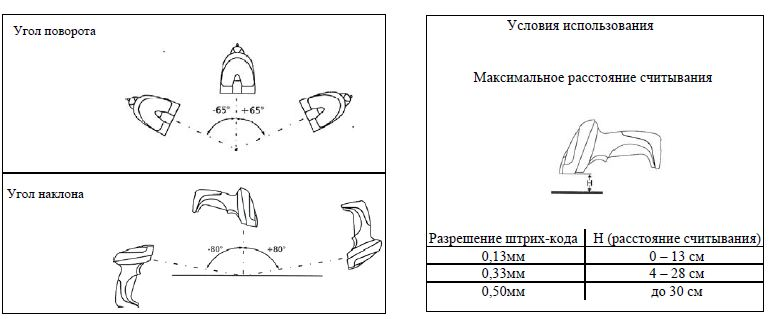 Угол поворота
-65° +65°
Угол наклона
-80° +80°
Условия использования
Максимальное расстояние считывания
H
Разрешение штрих-кода H (расстояние считывания)
0,13мм 0 – 13 см
0,33мм 4 – 28 см
0,50мм до 30 см